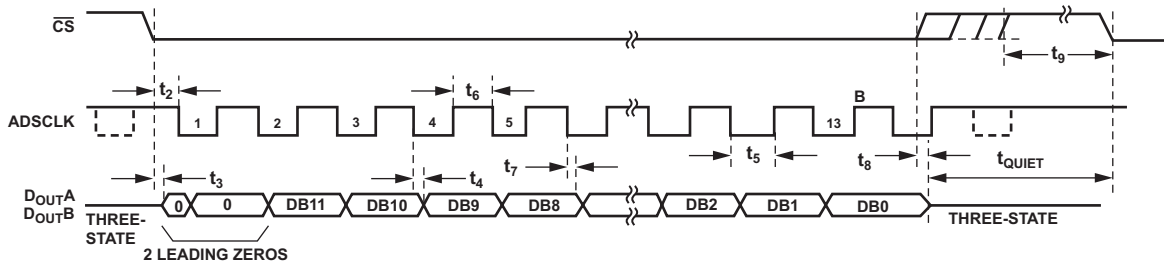 CS
t9
t2
t6
B
ADSCLK
1
2
3
4
5
13
t5
t8
tQUIET
t3
t4
t7
DOUTA
DOUTB
THREE-
STATE
0
0
DB11
DB10
DB9
DB8
DB2
DB1
DB0
THREE-STATE
2 LEADING ZEROS